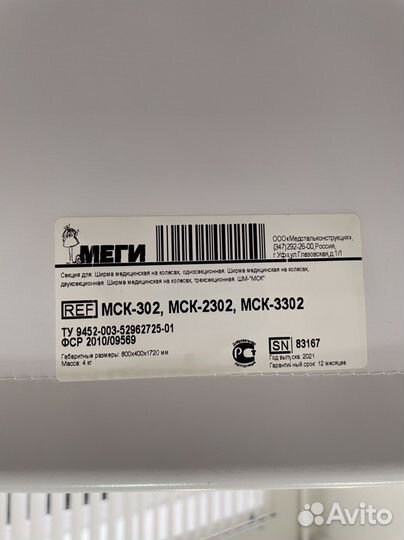 МЕГИ
ООО«Медстальконструкция»,
(347)292-26-00,Россия,
г.Уфа,ул.Глазовская,д.1/1
Секция для: Ширма медицинская на колесах, односекционная. Ширма медицинская на колесах,
двухсекционная. Ширма медицинская на колесах, трехсекционная. ШМ-"МСК"
REF МСК-302, МСК-2302, МСК-3302
ТУ 9452-003-52962725-01
ФСР 2010/09569
Габаритные размеры: 800х400х1720 мм
Масса: 4 кг
SN 83167
Год выпуска: 2021
Гарантийный срок: 12 месяцев
Avito